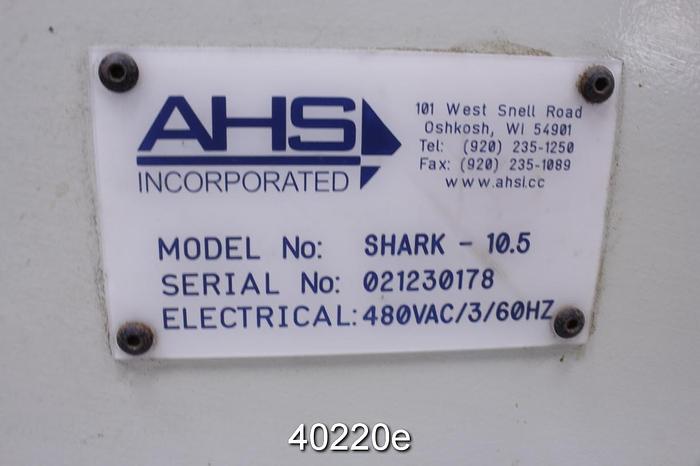 AHS
INCORPORATED
101 West Snell Road
Oshkosh, WI 54901
Tel: (920) 235-1250
Fax: (920) 235-1089
www.ahsi.cc
MODEL No: SHARK - 10.5
SERIAL No: 021230178
ELECTRICAL: 480VAC/3/60HZ
40220e